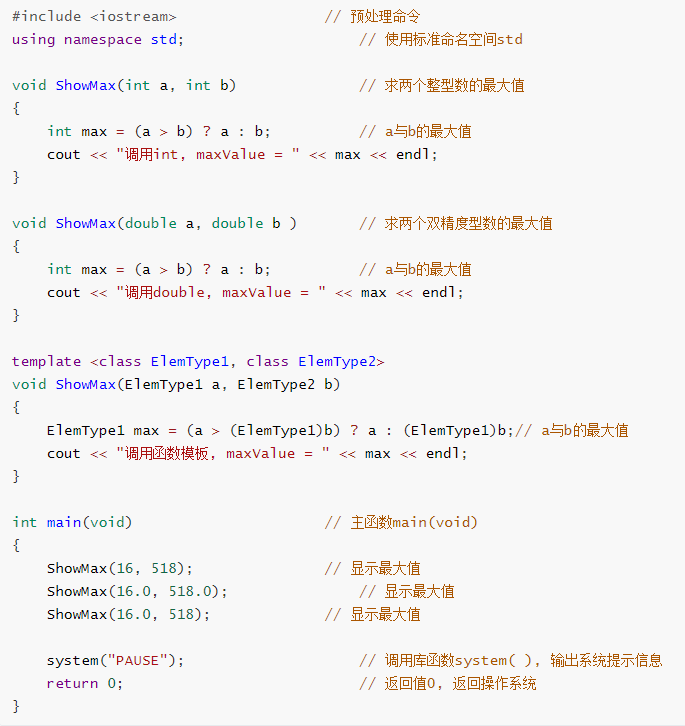 #include <iostream> // 预处理命令
using namespace std; // 使用标准命名空间std
void ShowMax(int a, int b) // 求两个整型数的最大值
{
int max = (a > b) ? a : b; // a与b的最大值
cout << "调用int, maxValue = " << max << endl;
}
void ShowMax(double a, double b ) // 求两个双精度型数的最大值
{
int max = (a > b) ? a : b; // a与b的最大值
cout << "调用double, maxValue = " << max << endl;
}
template <class ElemType1, class ElemType2>
void ShowMax(ElemType1 a, ElemType2 b)
{
ElemType1 max = (a > (ElemType1)b) ? a : (ElemType1)b;// a与b的最大值
cout << "调用函数模板, maxValue = " << max << endl;
}
int main(void) // 主函数main(void)
{
ShowMax(16, 518); // 显示最大值
ShowMax(16.0, 518.0); // 显示最大值
ShowMax(16.0, 518); // 显示最大值
system("PAUSE"); // 调用库函数system( ), 输出系统提示信息
return 0; // 返回值0, 返回操作系统
}